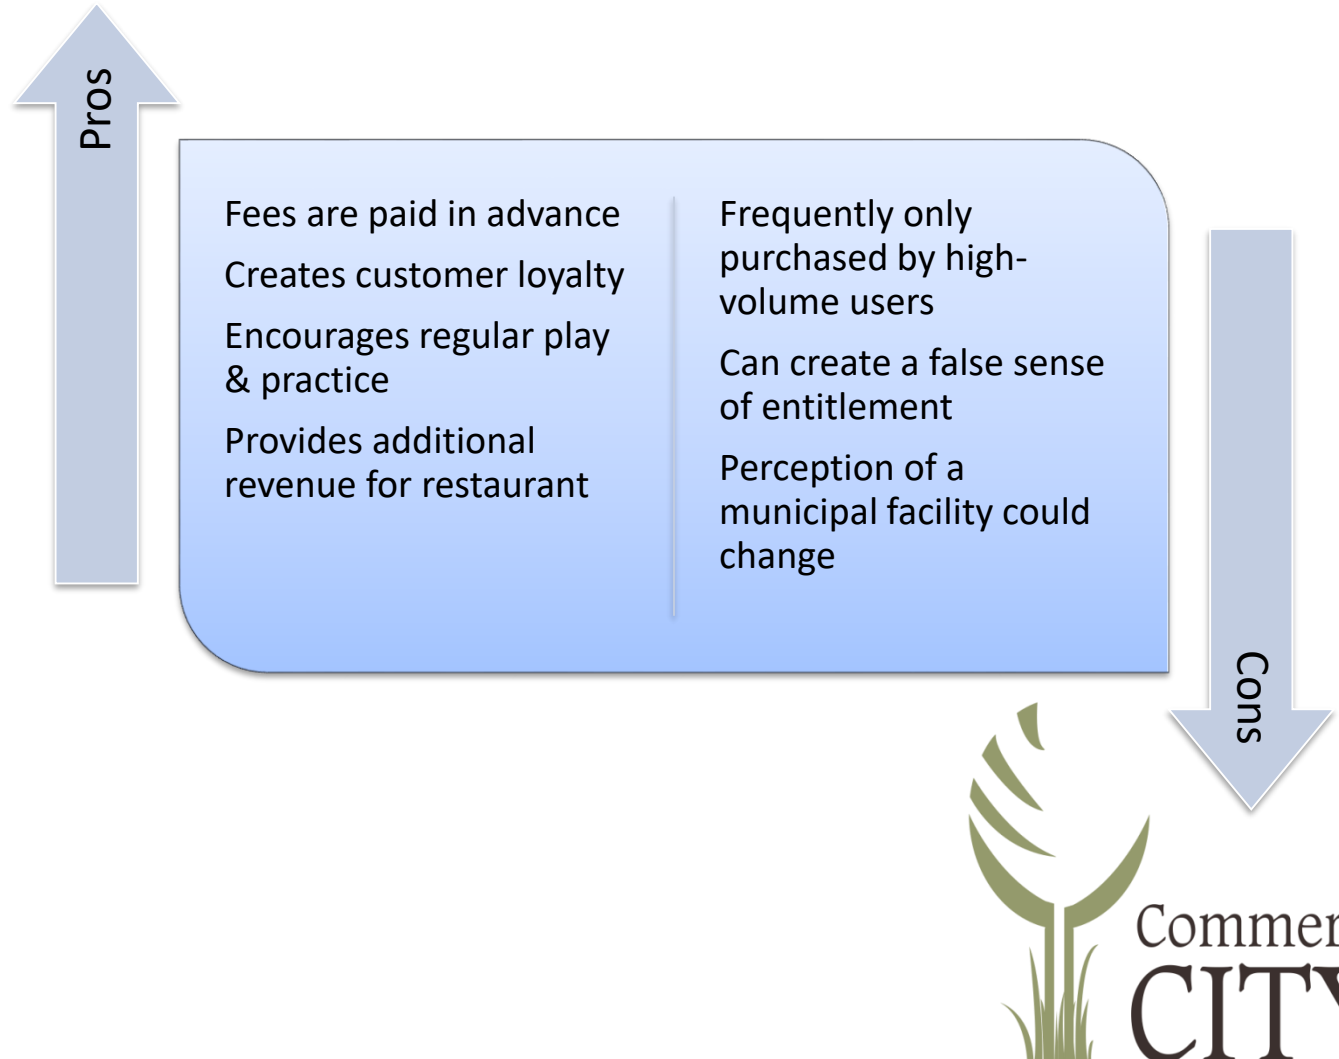 Pros
Fees are paid in advance
Creates customer loyalty
Encourages regular play
& practice
Provides additional
revenue for restaurant
Frequently only
purchased by high-
volume users
Can create a false sense
of entitlement
Perception of a
municipal facility could
change
Cons
Commer
CITY